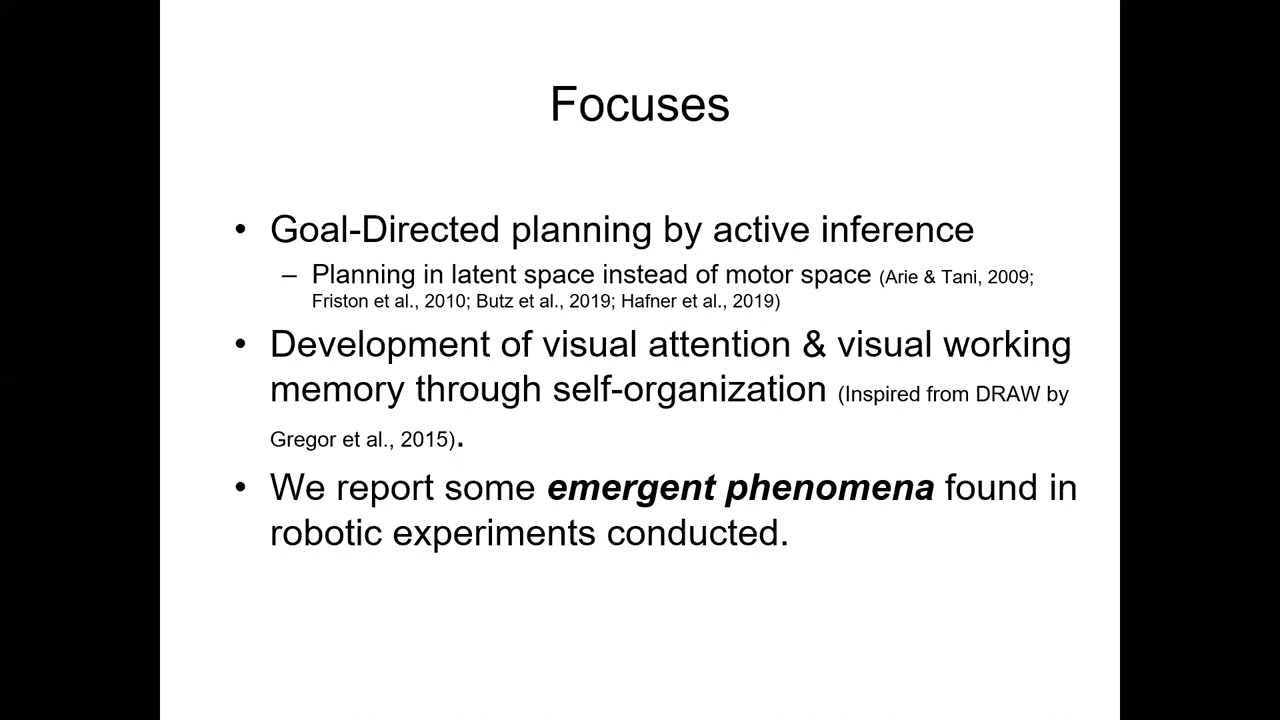 Focuses
• Goal-Directed planning by active inference
– Planning in latent space instead of motor space (Arie & Tani, 2009;
Friston et al., 2010; Butz et al., 2019; Hafner et al., 2019)
• Development of visual attention & visual working
memory through self-organization (Inspired from DRAW by
Gregor et al., 2015).
• We report some emergent phenomena found in
robotic experiments conducted.